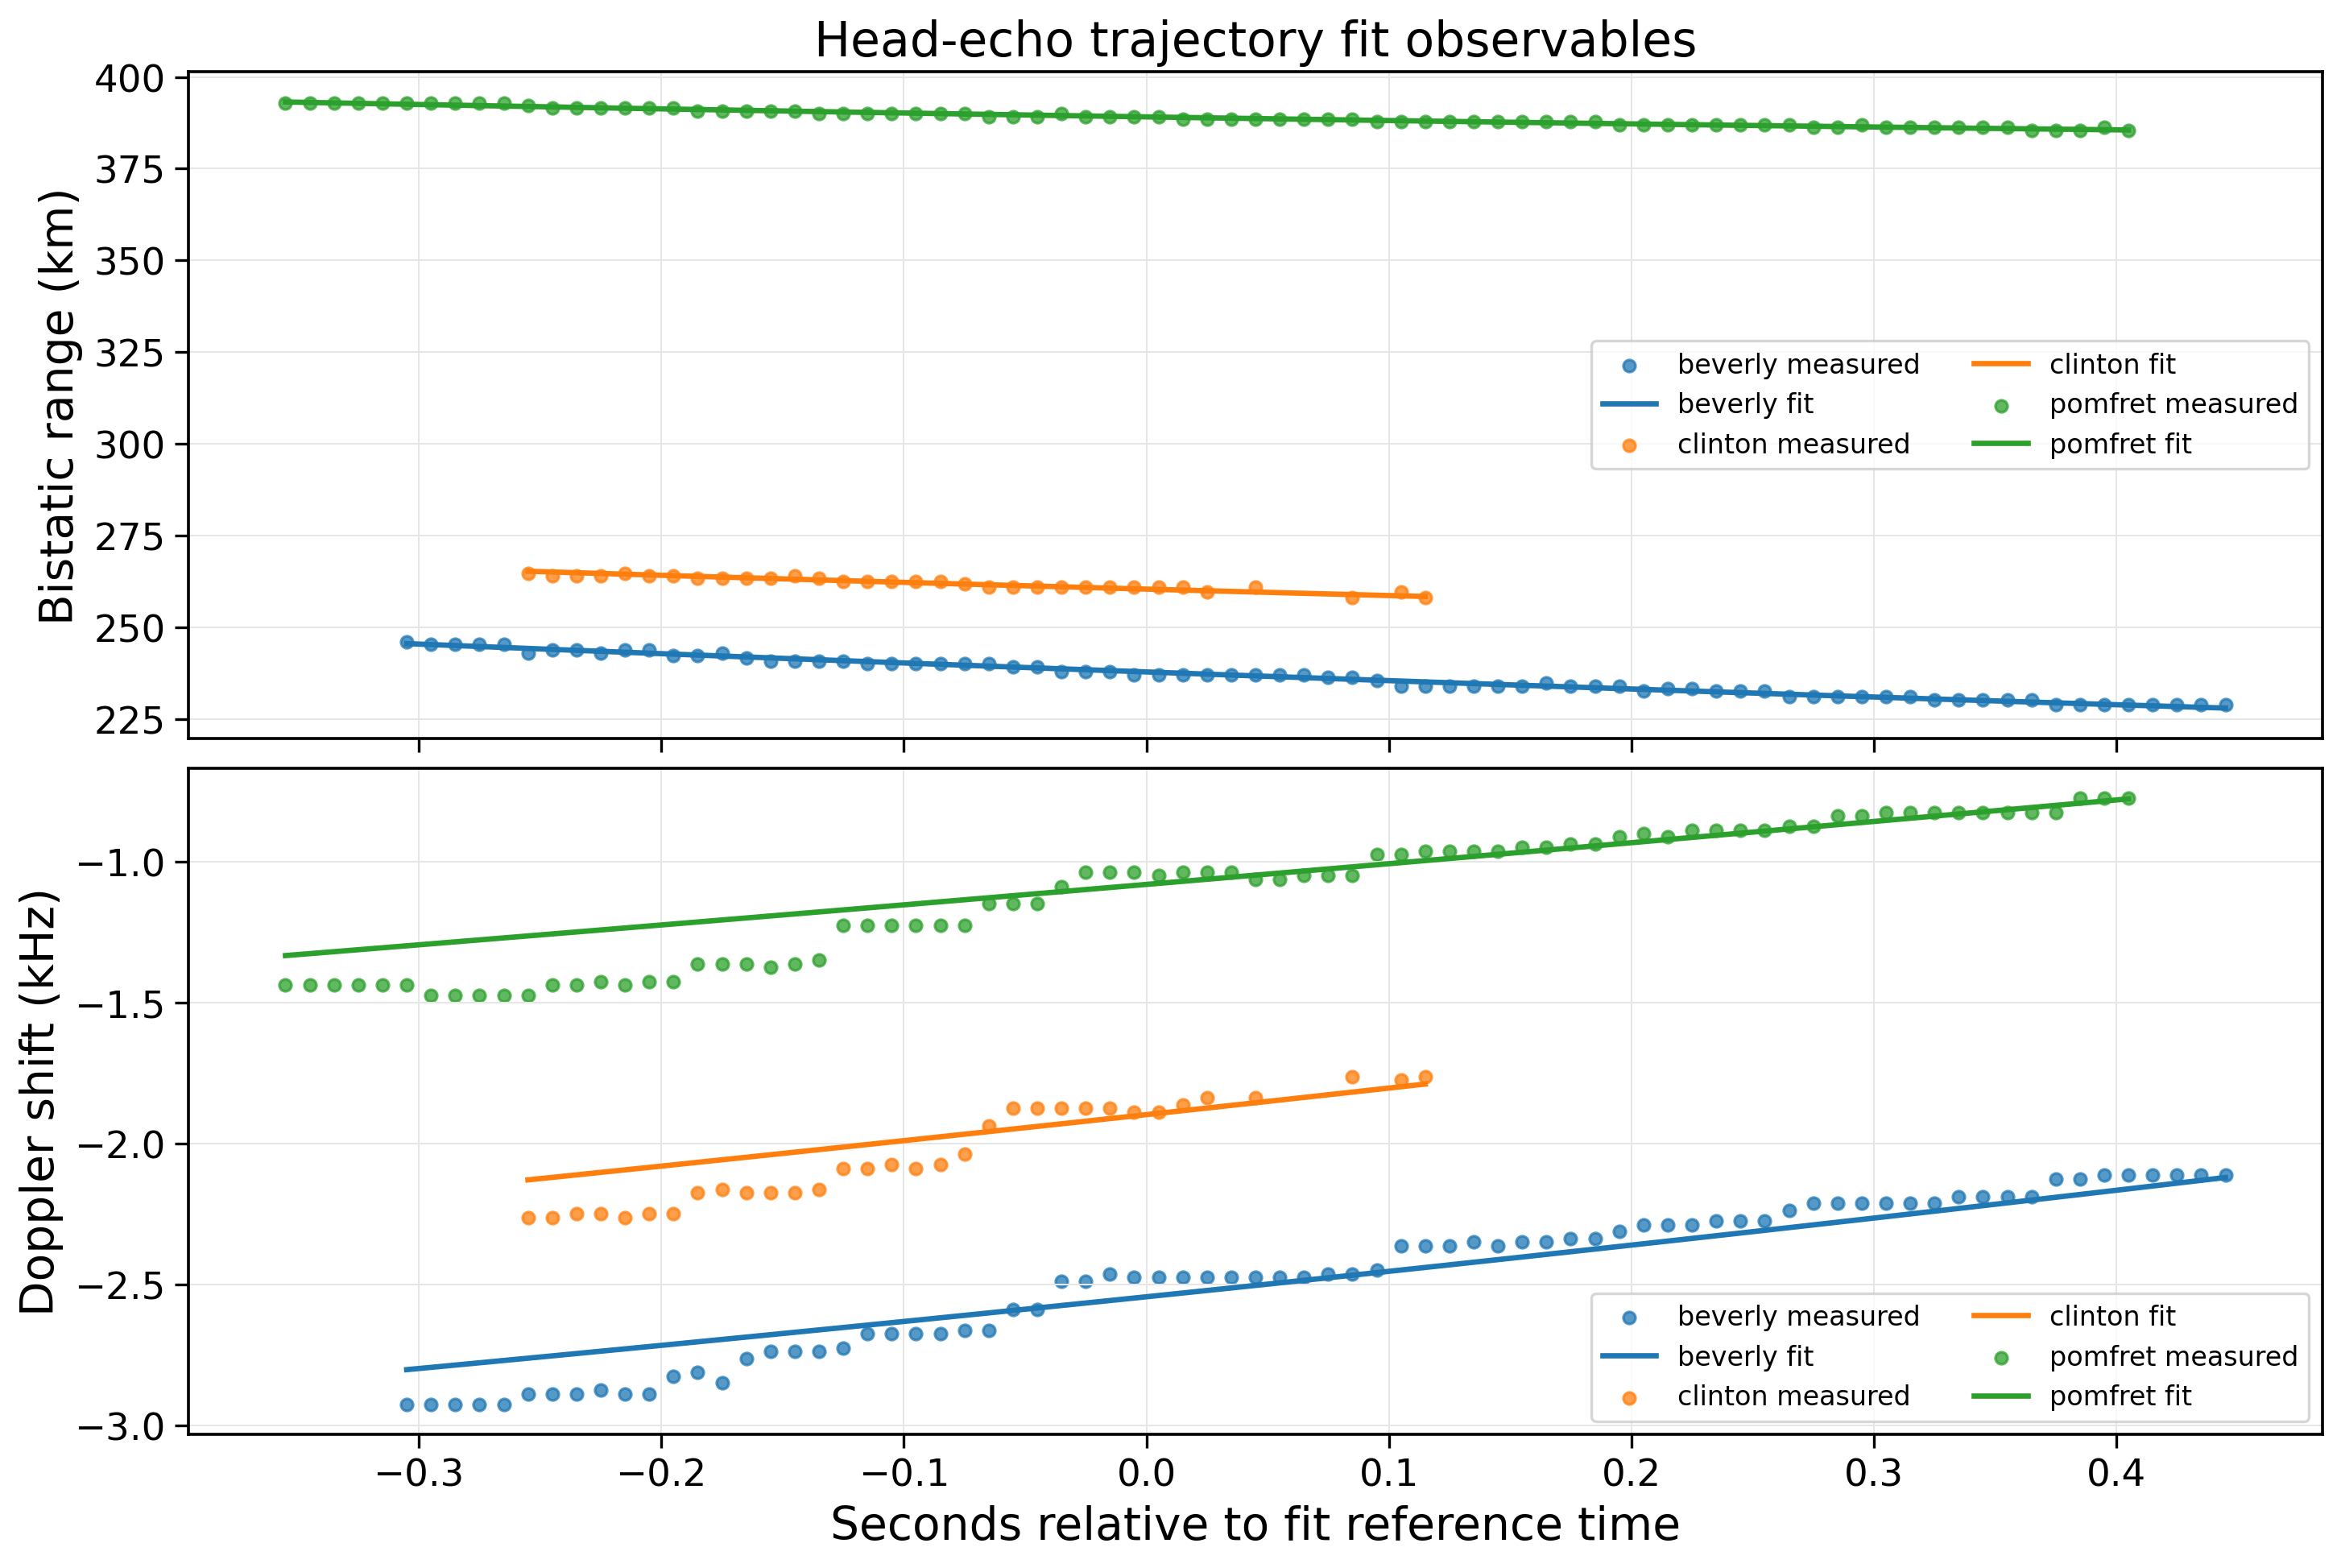 Head-echo trajectory fit observables
Bistatic range (km)
400
375
350
325
300
275
250
225
beverly measured
beverly fit
clinton measured
clinton fit
pomfret measured
pomfret fit
Doppler shift (kHz)
−1.0
−1.5
−2.0
−2.5
−3.0
beverly measured
beverly fit
clinton measured
clinton fit
pomfret measured
pomfret fit
−0.3 −0.2 −0.1 0.0 0.1 0.2 0.3 0.4
Seconds relative to fit reference time